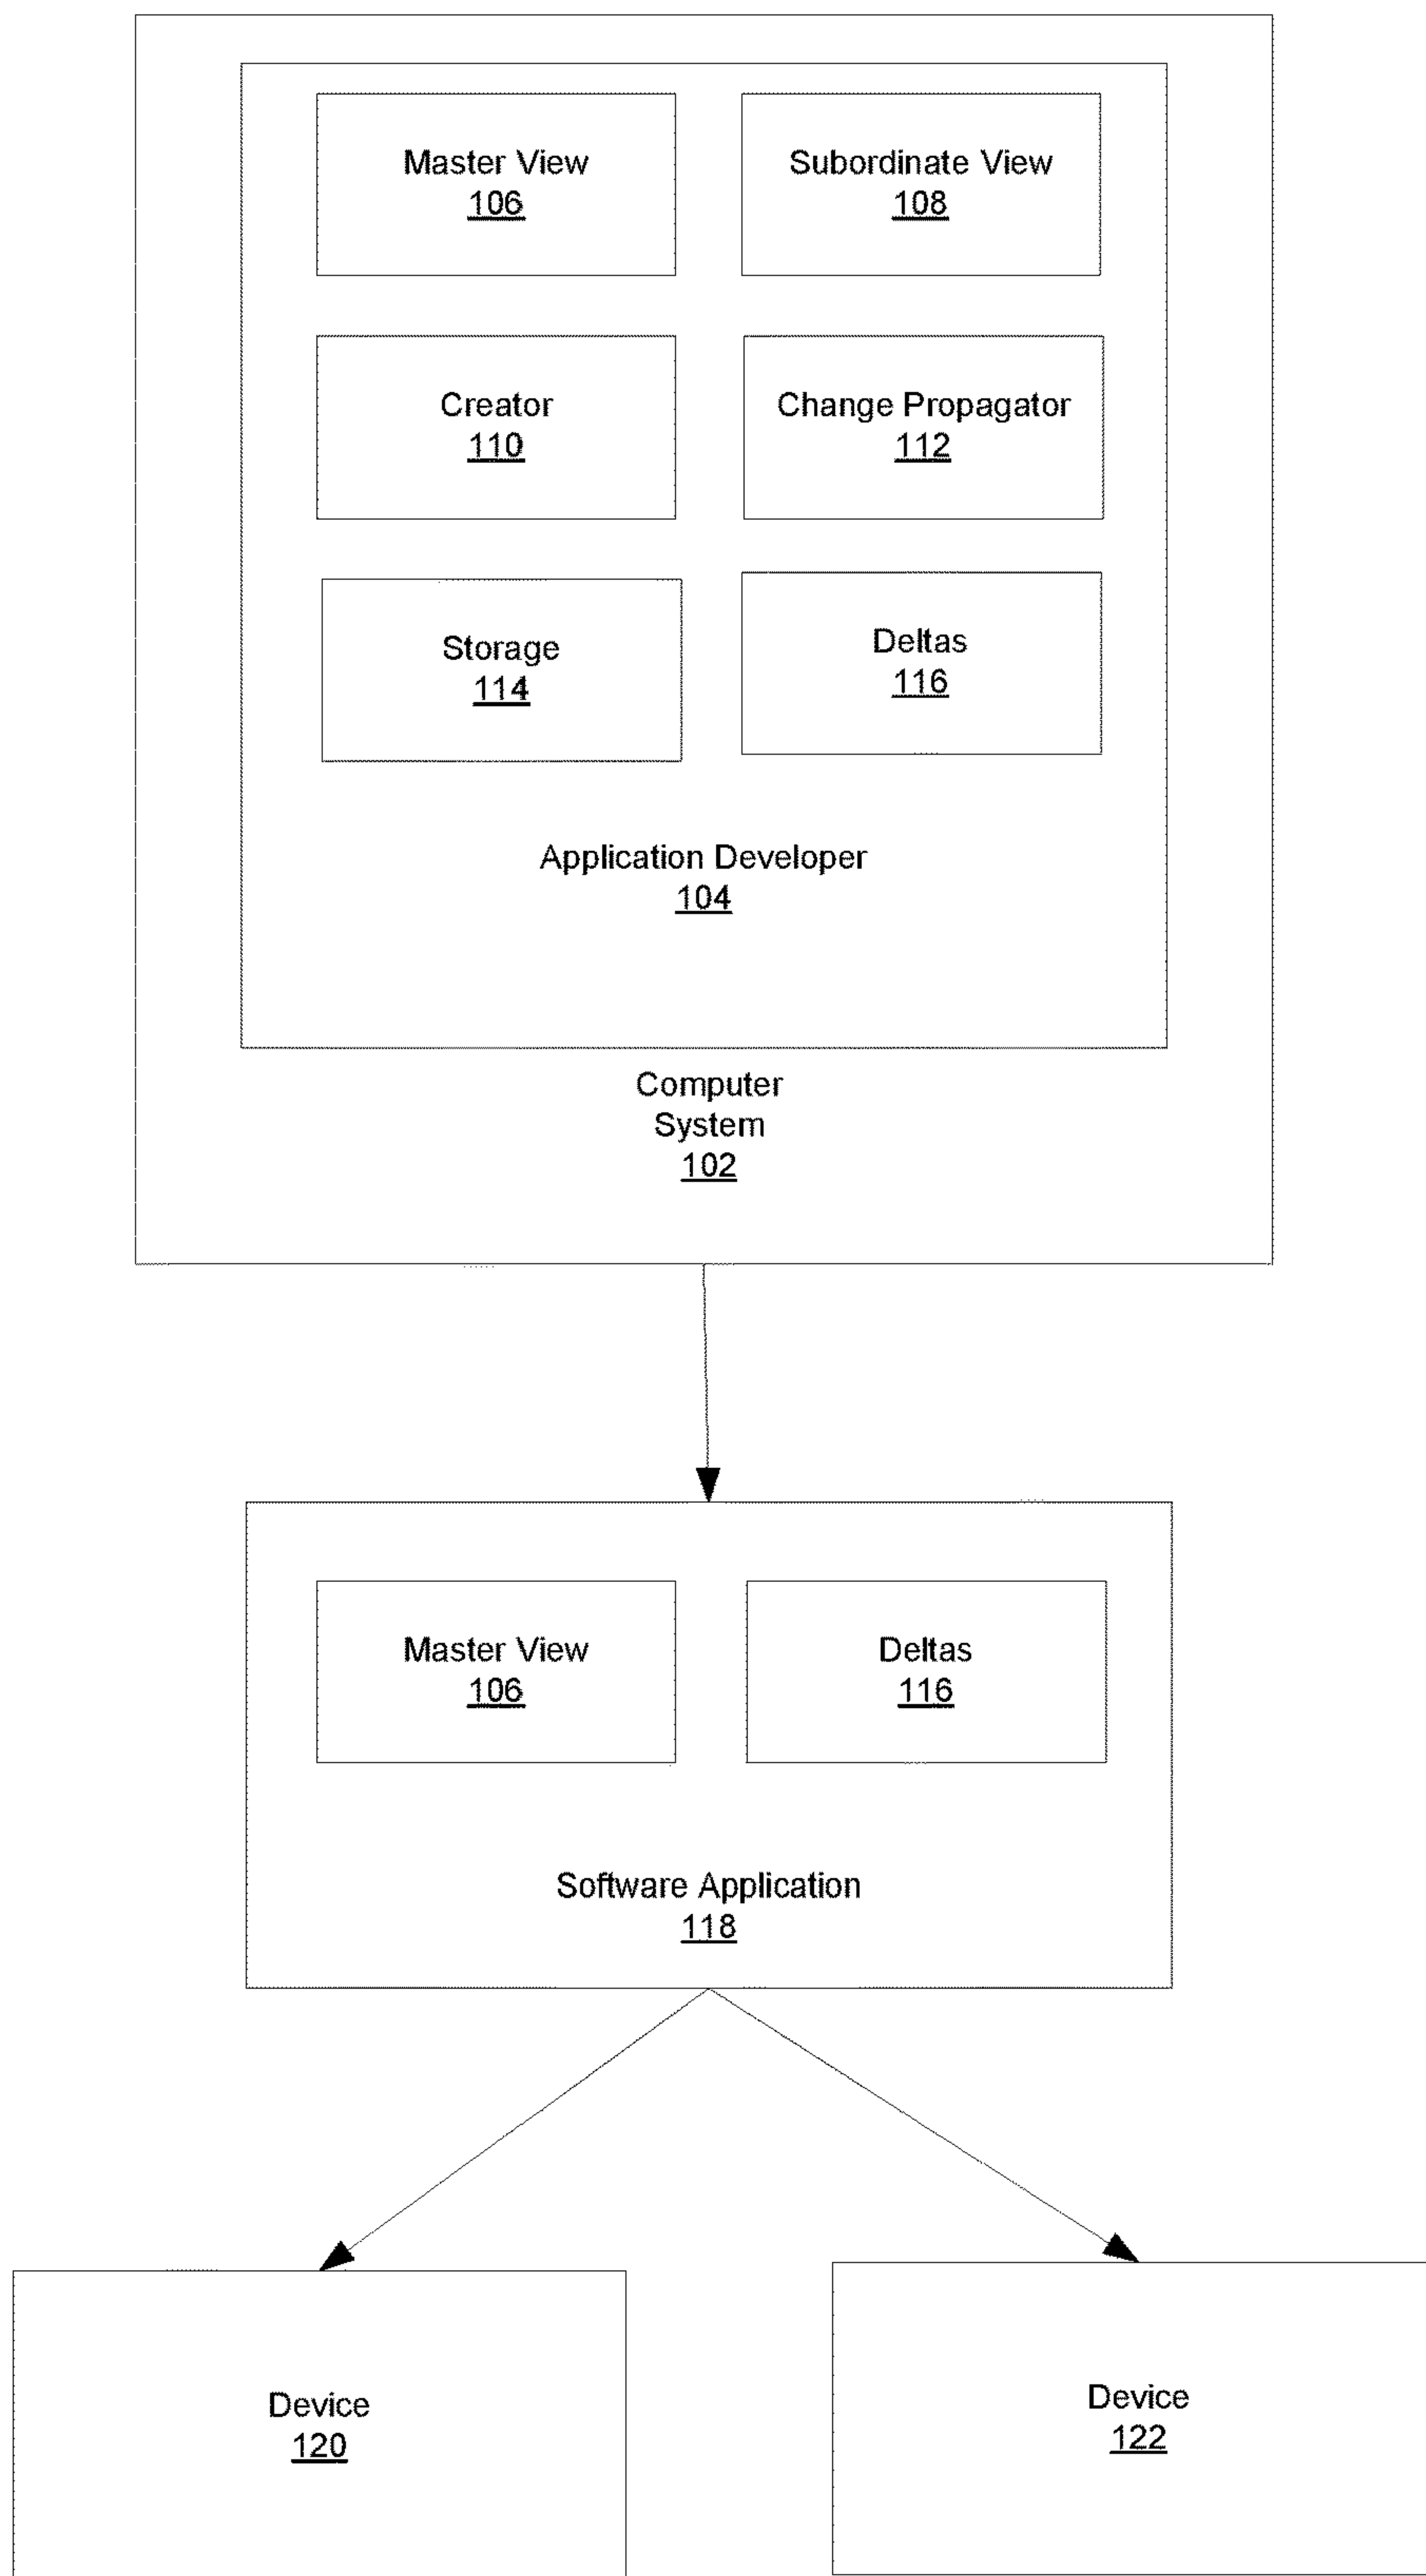 Master View
106
Subordinate View
108
Creator
110
Change Propagator
112
Storage
114
Deltas
116
Application Developer
104
Computer
System
102
Master View
106
Deltas
116
Software Application
118
Device
120
Device
122